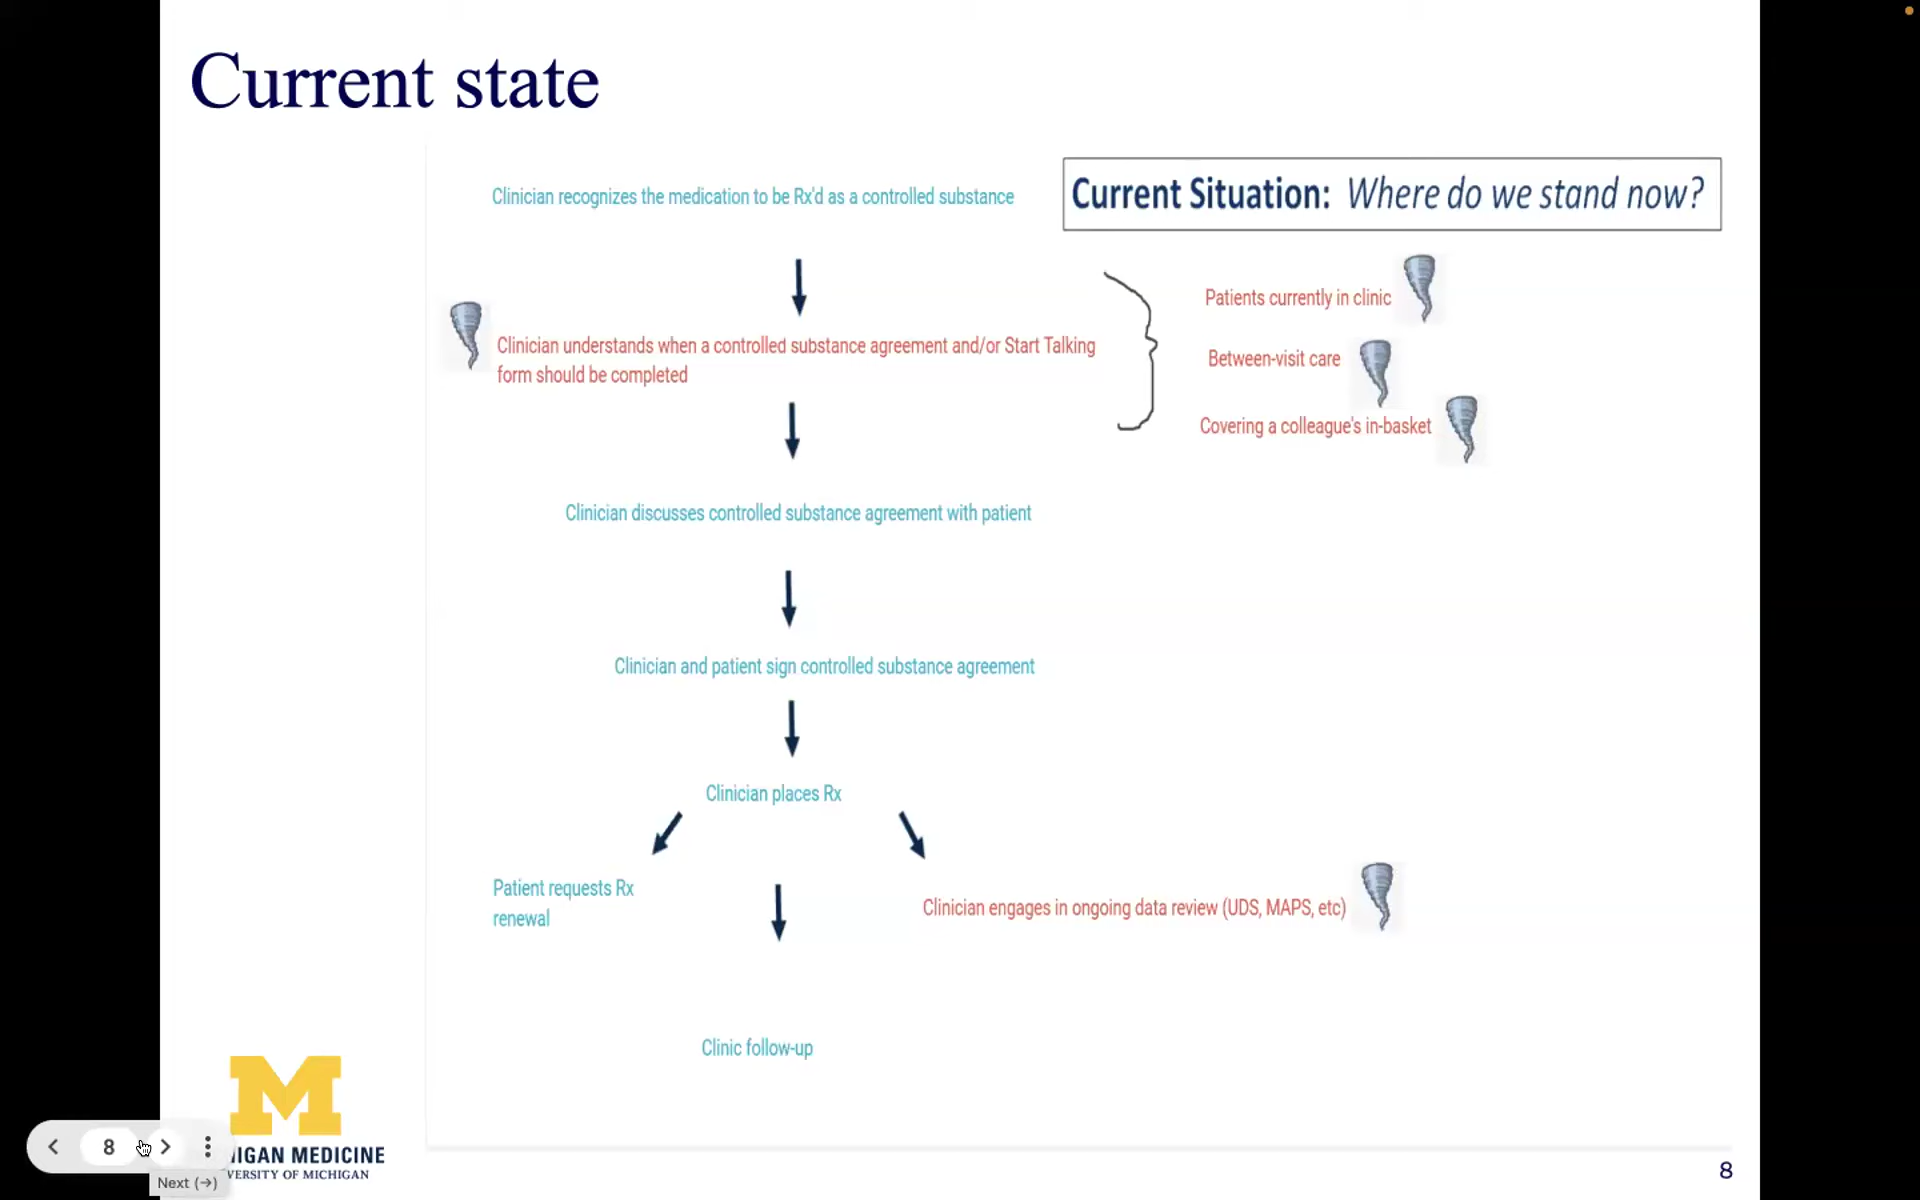 Current state
Current Situation: Where do we stand now?
Clinician recognizes the medication to be Rx'd as a controlled substance
Clinician understands when a controlled substance agreement and/or Start Talking
form should be completed
Patients currently in clinic
Between-visit care
Covering a colleague's in-basket
Clinician discusses controlled substance agreement with patient
Clinician and patient sign controlled substance agreement
Clinician places Rx
Patient requests Rx
renewal
Clinician engages in ongoing data review (UDS, MAPS, etc)
Clinic follow-up
M
IGAN MEDICINE
VERSITY OF MICHIGAN
8
Next (→)
8